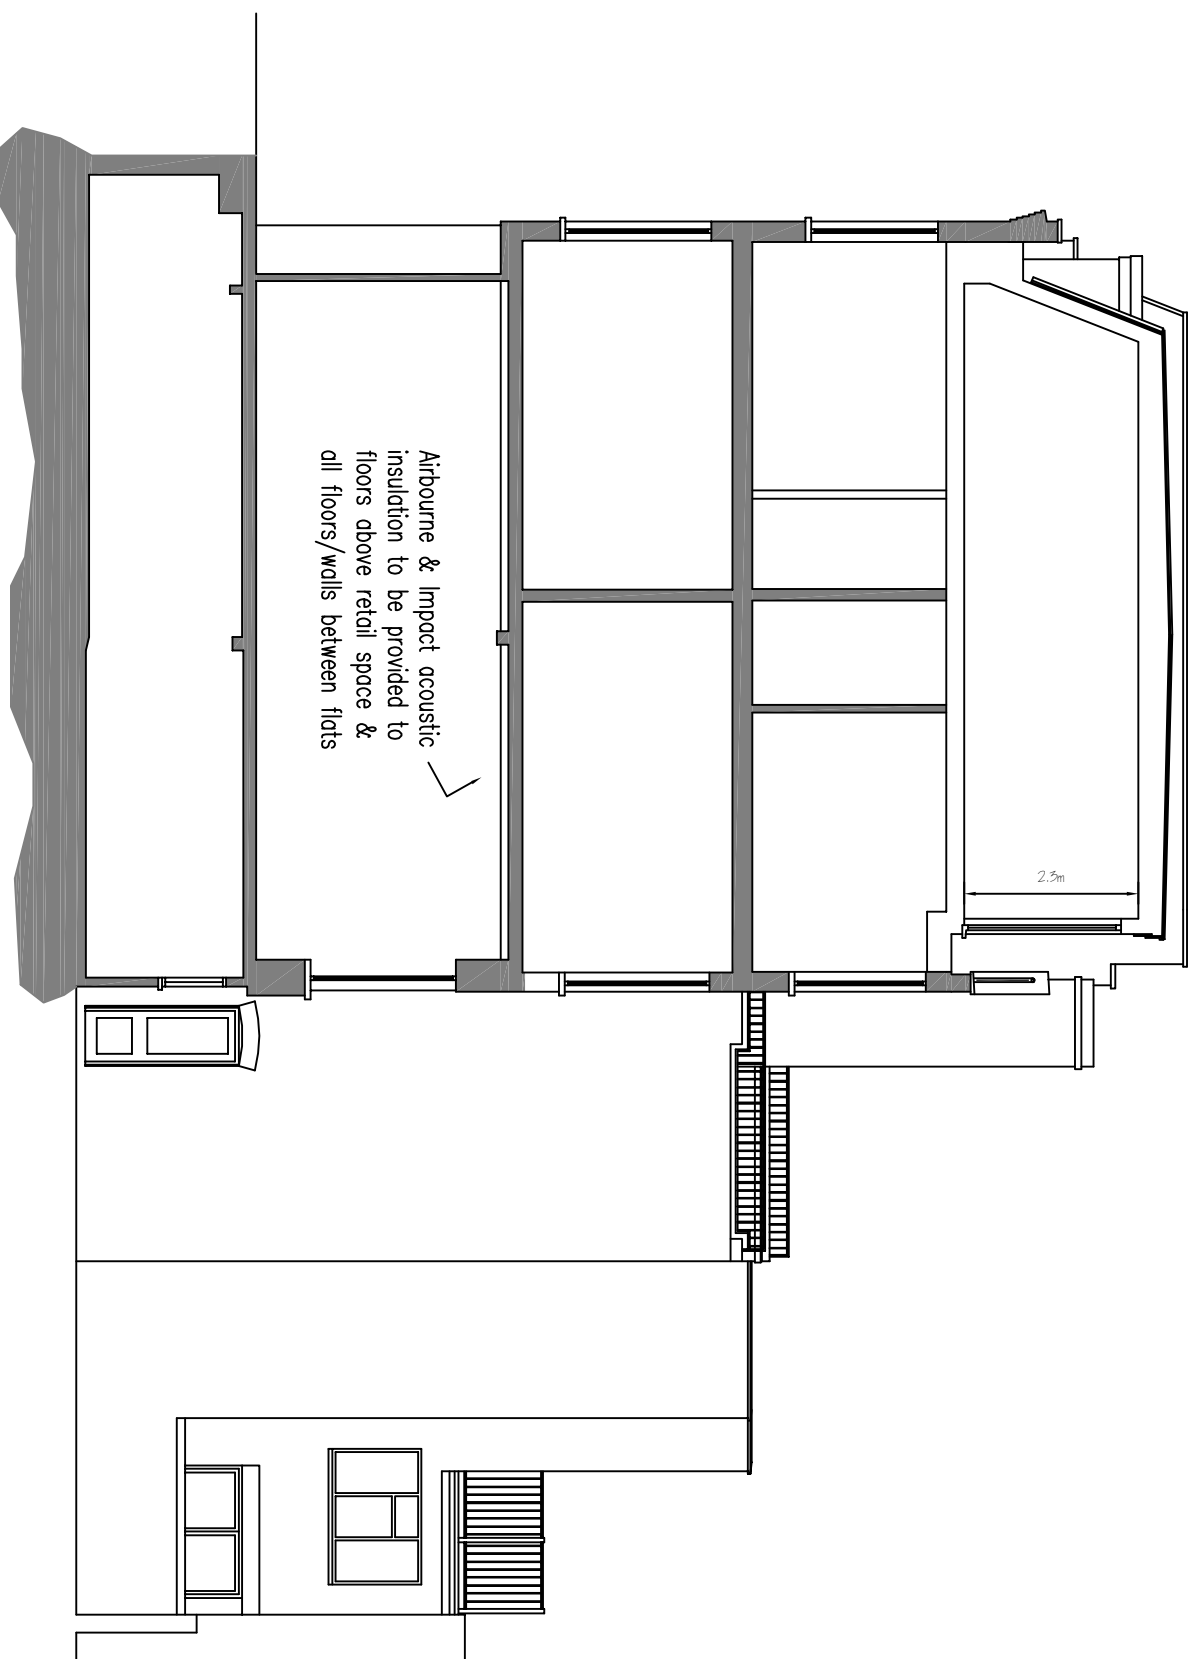 Airbourne & Impact acoustic
insulation to be provided to
floors above retail space &
all floors/walls between flats
2.3m